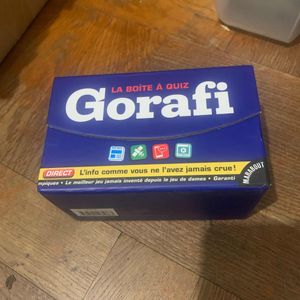 LA BOÎTE À QUIZ
Gorafi
DIRECT L'info comme vous ne l'avez jamais crue !
mpiques • Le meilleur jeu jamais inventé depuis le jeu de dames • Garanti
MARABOUT